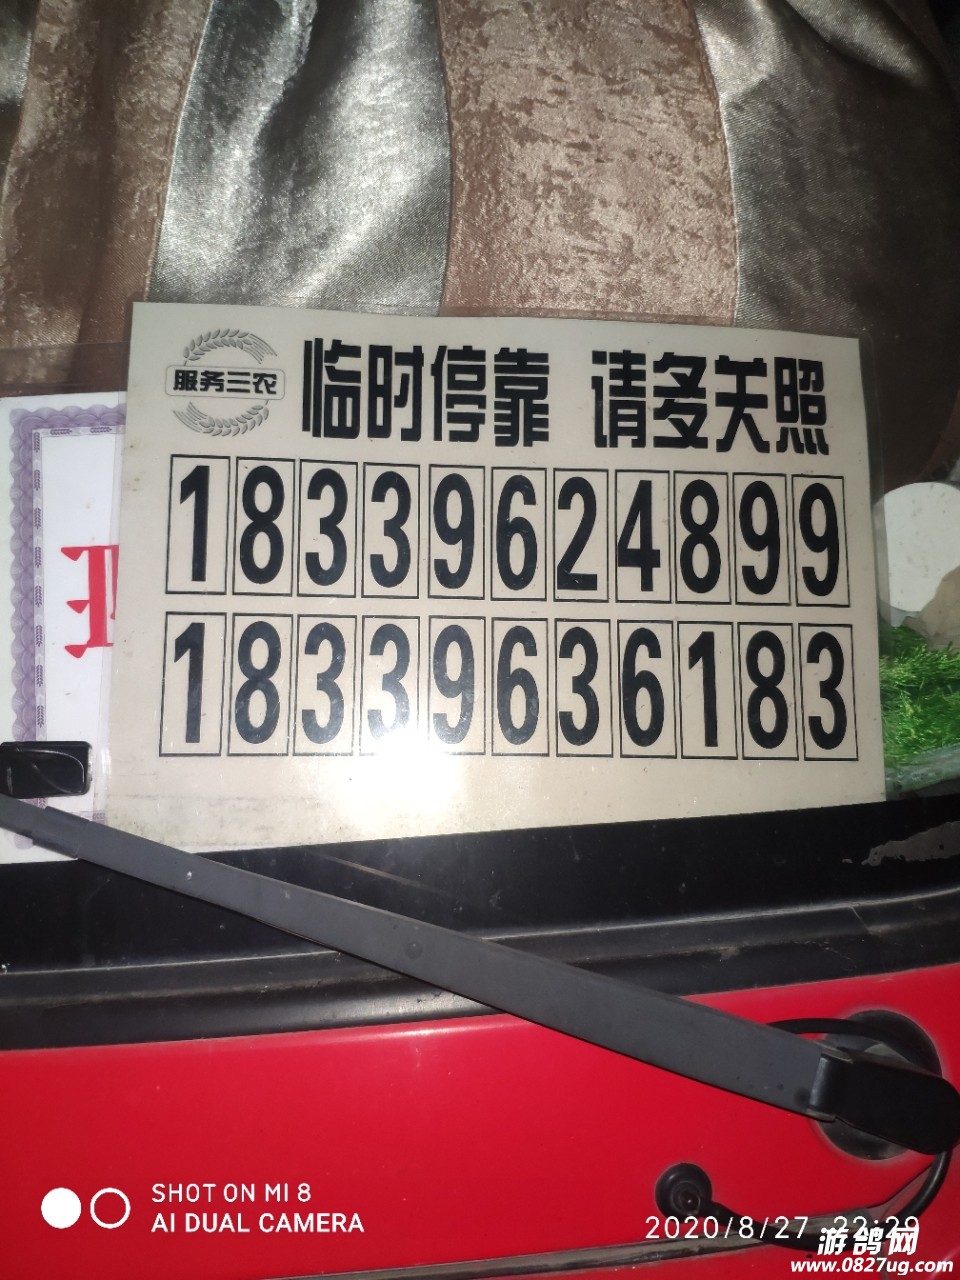 服务三农
临时停靠 请多关照
18339624899
18339636183
SHOT ON MI 8
AI DUAL CAMERA
2020/8/27 22:29
游鸽网
www.0827ug.com